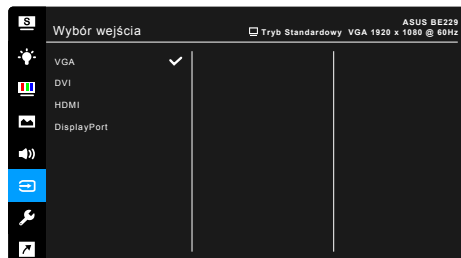 S
ASUS BE229
Wybór wejścia
Tryb Standardowy VGA 1920 x 1080 @ 60Hz
VGA
DVI
HDMI
DisplayPort